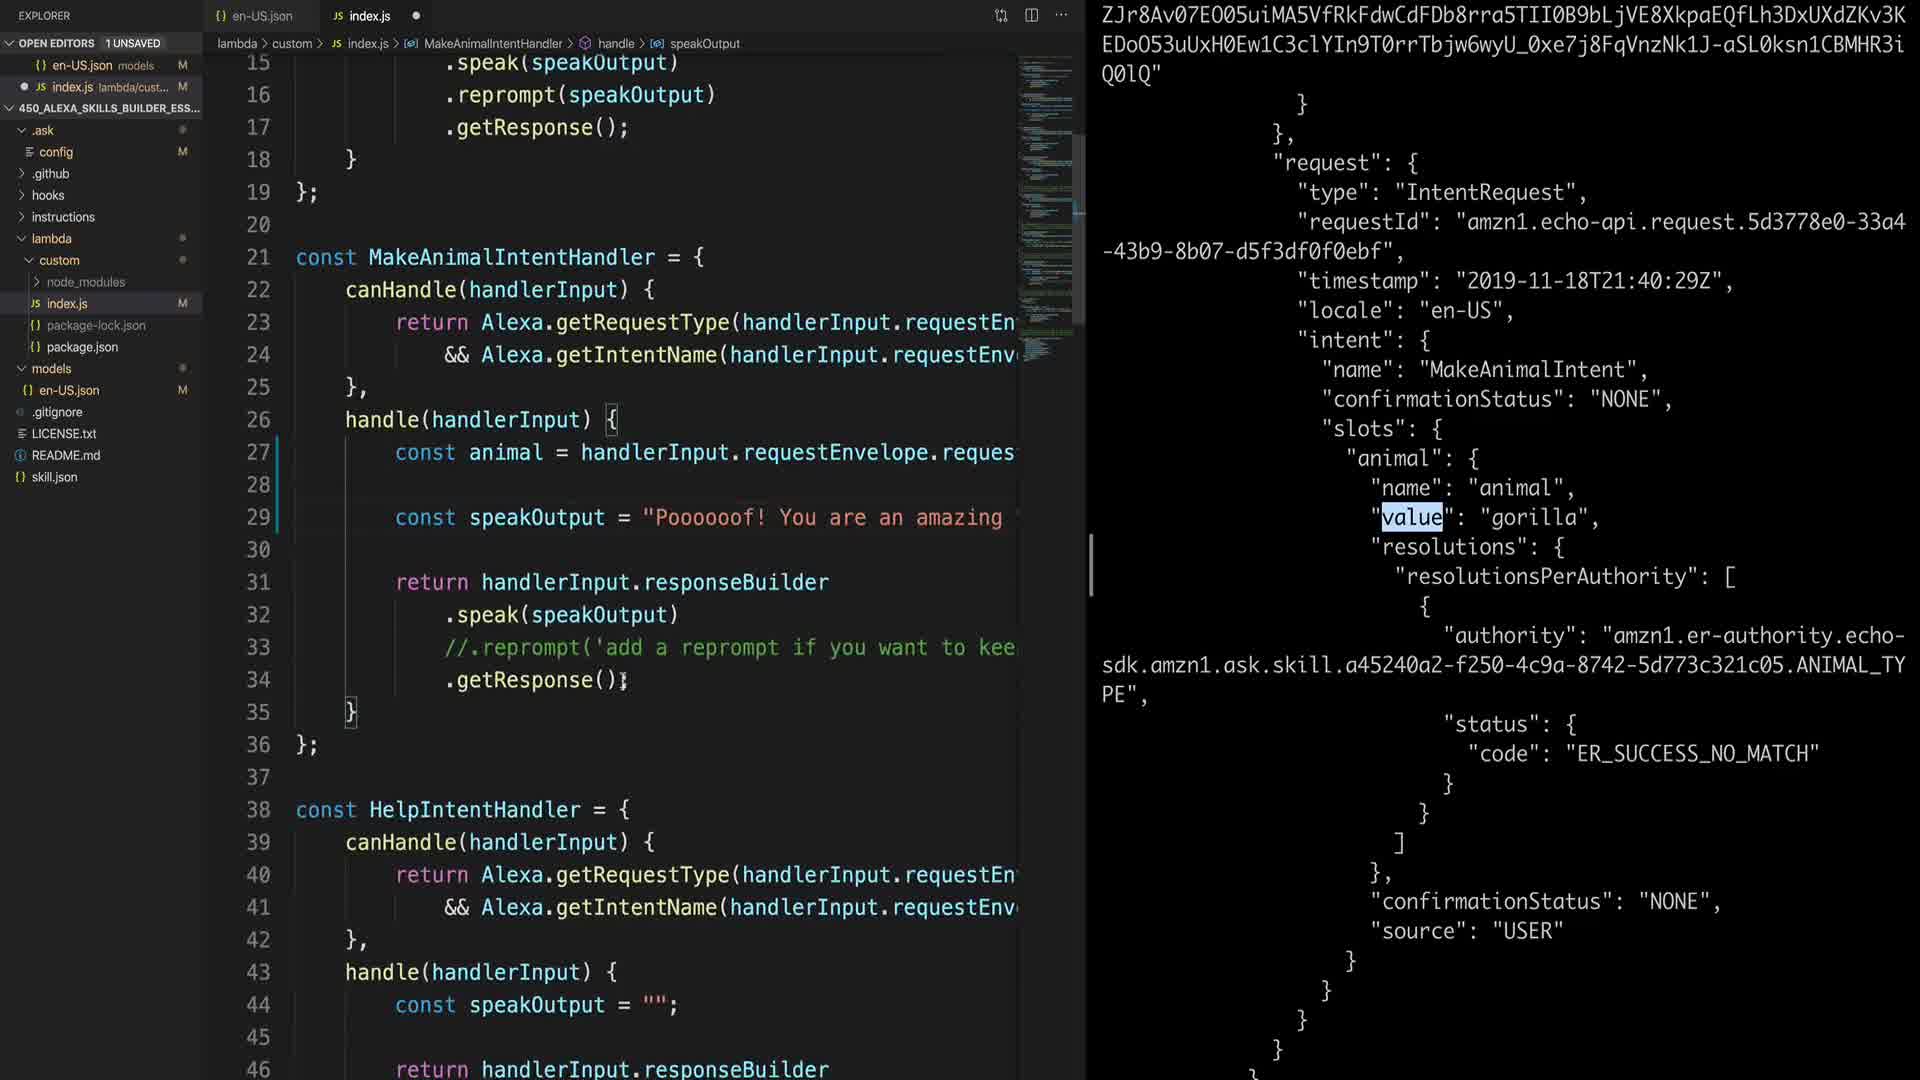 EXPLORER
OPEN EDITORS 1 UNSAVED
{} en-US.json models M
JS index.js lambda/cust... M
450_ALEXA_SKILLS_BUILDER_ESS...
.ask
config M
.github
hooks
instructions
lambda
custom
node_modules
JS index.js M
{} package-lock.json
{} package.json
models
{} en-US.json M
.gitignore
LICENSE.txt
README.md
{} skill.json
{} en-US.json
JS index.js
lambda > custom > JS index.js > MakeAnimalIntentHandler > handle > speakOutput
15 .speak(speakOutput)
16 .reprompt(speakOutput)
17 .getResponse();
18 }
19 };
20
21 const MakeAnimalIntentHandler = {
22 canHandle(handlerInput) {
23 return Alexa.getRequestType(handlerInput.requestEn
24 && Alexa.getIntentName(handlerInput.requestEnv
25 },
26 handle(handlerInput) {
27 const animal = handlerInput.requestEnvelope.reques
28
29 const speakOutput = "Poooooof! You are an amazing
30
31 return handlerInput.responseBuilder
32 .speak(speakOutput)
33 //.reprompt('add a reprompt if you want to kee
34 .getResponse();
35 }
36 };
37
38 const HelpIntentHandler = {
39 canHandle(handlerInput) {
40 return Alexa.getRequestType(handlerInput.requestEn
41 && Alexa.getIntentName(handlerInput.requestEnv
42 },
43 handle(handlerInput) {
44 const speakOutput = "";
45
46 return handlerInput.responseBuilder
ZJr8Av07EO05uiMA5VfRkFdwCdFDb8rra5TII0B9bLjVE8XkpaEQfLh3DxUXdZKv3K
EDoO53uUxH0Ew1C3clYIn9T0rrTbjw6wyU_0xe7j8FqVnzNk1J-aSL0ksn1CBMHR3i
Q0lQ"
}
},
"request": {
"type": "IntentRequest",
"requestId": "amzn1.echo-api.request.5d3778e0-33a4
-43b9-8b07-d5f3df0f0ebf",
"timestamp": "2019-11-18T21:40:29Z",
"locale": "en-US",
"intent": {
"name": "MakeAnimalIntent",
"confirmationStatus": "NONE",
"slots": {
"animal": {
"name": "animal",
"value": "gorilla",
"resolutions": {
"resolutionsPerAuthority": [
{
"authority": "amzn1.er-authority.echo-
sdk.amzn1.ask.skill.a45240a2-f250-4c9a-8742-5d773c321c05.ANIMAL_TY
PE",
"status": {
"code": "ER_SUCCESS_NO_MATCH"
}
}
]
},
"confirmationStatus": "NONE",
"source": "USER"
}
}
}
}
}